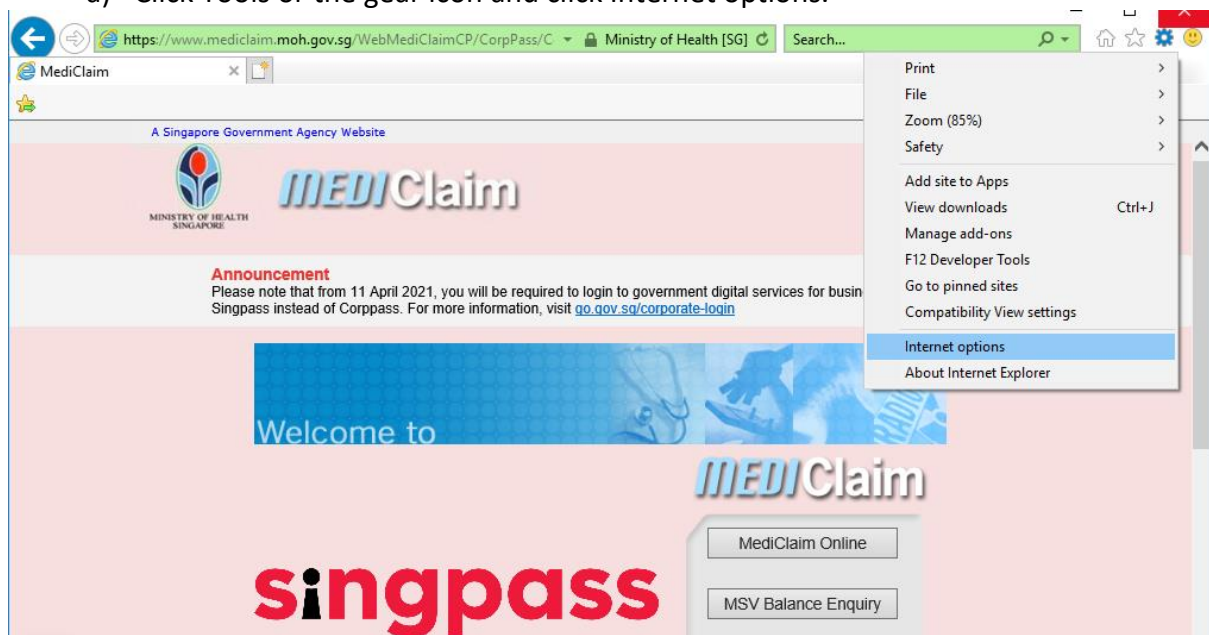 a) Click Tools or the gear icon and click Internet options.
https://www.mediclaim.moh.gov.sg/WebMediClaimCP/CorpPass/C
Ministry of Health [SG]
Search...
MediClaim
Print
File
Zoom (85%)
Safety
Add site to Apps
View downloads Ctrl+J
Manage add-ons
F12 Developer Tools
Go to pinned sites
Compatibility View settings
Internet options
About Internet Explorer
A Singapore Government Agency Website
MINISTRY OF HEALTH
SINGAPORE
MEDIClaim
Announcement
Please note that from 11 April 2021, you will be required to login to government digital services for busin
Singpass instead of Corppass. For more information, visit go.gov.sg/corporate-login
Welcome to
RADIO
MEDIClaim
MediClaim Online
singpass
MSV Balance Enquiry